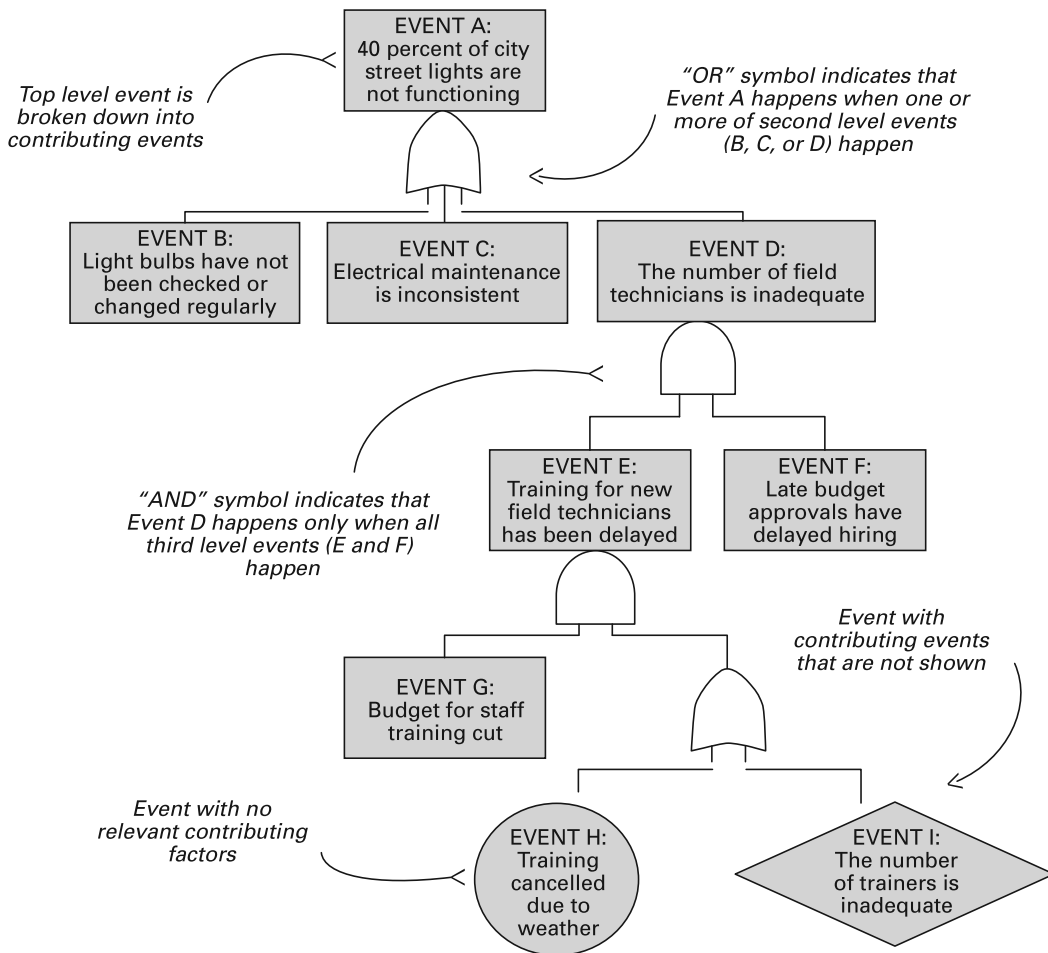 EVENT A:
40 percent of city
street lights are
not functioning
Top level event is
broken down into
contributing events
“OR” symbol indicates that
Event A happens when one or
more of second level events
(B, C, or D) happen
EVENT B:
Light bulbs have not
been checked or
changed regularly
EVENT C:
Electrical maintenance
is inconsistent
EVENT D:
The number of field
technicians is inadequate
“AND” symbol indicates that
Event D happens only when all
third level events (E and F)
happen
EVENT E:
Training for new
field technicians
has been delayed
EVENT F:
Late budget
approvals have
delayed hiring
Event with
contributing events
that are not shown
EVENT G:
Budget for staff
training cut
Event with no
relevant contributing
factors
EVENT H:
Training
cancelled
due to
weather
EVENT I:
The number
of trainers is
inadequate